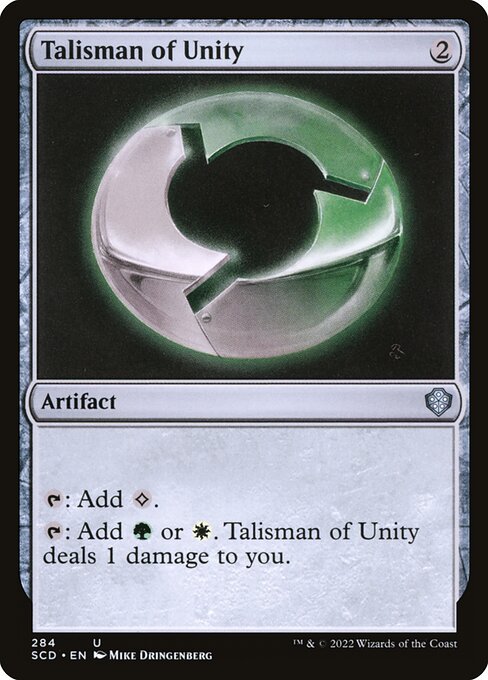 Talisman of Unity 2
Artifact
: Add .
: Add or . Talisman of Unity
deals 1 damage to you.
284 U
SCD • EN Mike Dringenberg
™ & © 2022 Wizards of the Coast